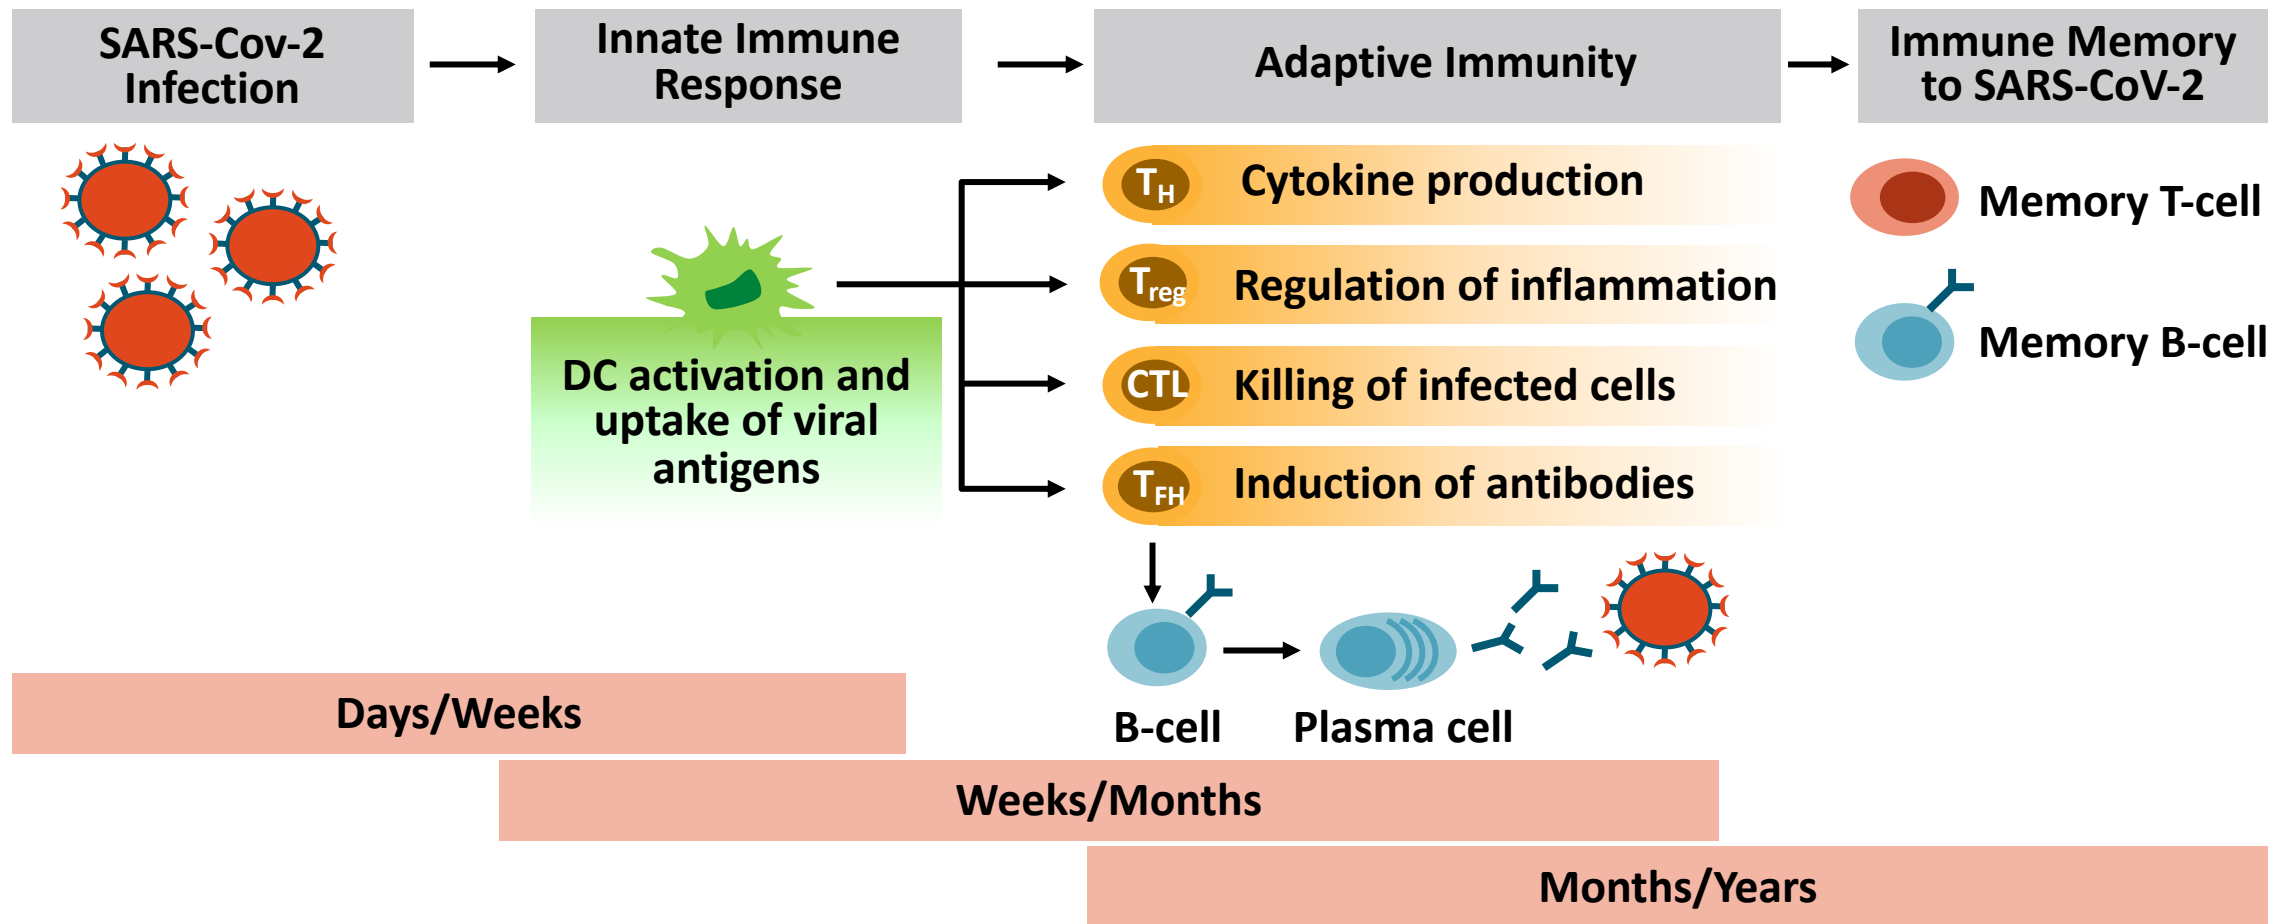 SARS-Cov-2
Infection
Innate Immune
Response
Adaptive Immunity
Immune Memory
to SARS-CoV-2
TH
Cytokine production
Treg
Regulation of inflammation
CTL
Killing of infected cells
TFH
Induction of antibodies
DC activation and
uptake of viral
antigens
Memory T-cell
Memory B-cell
B-cell
Plasma cell
Days/Weeks
Weeks/Months
Months/Years